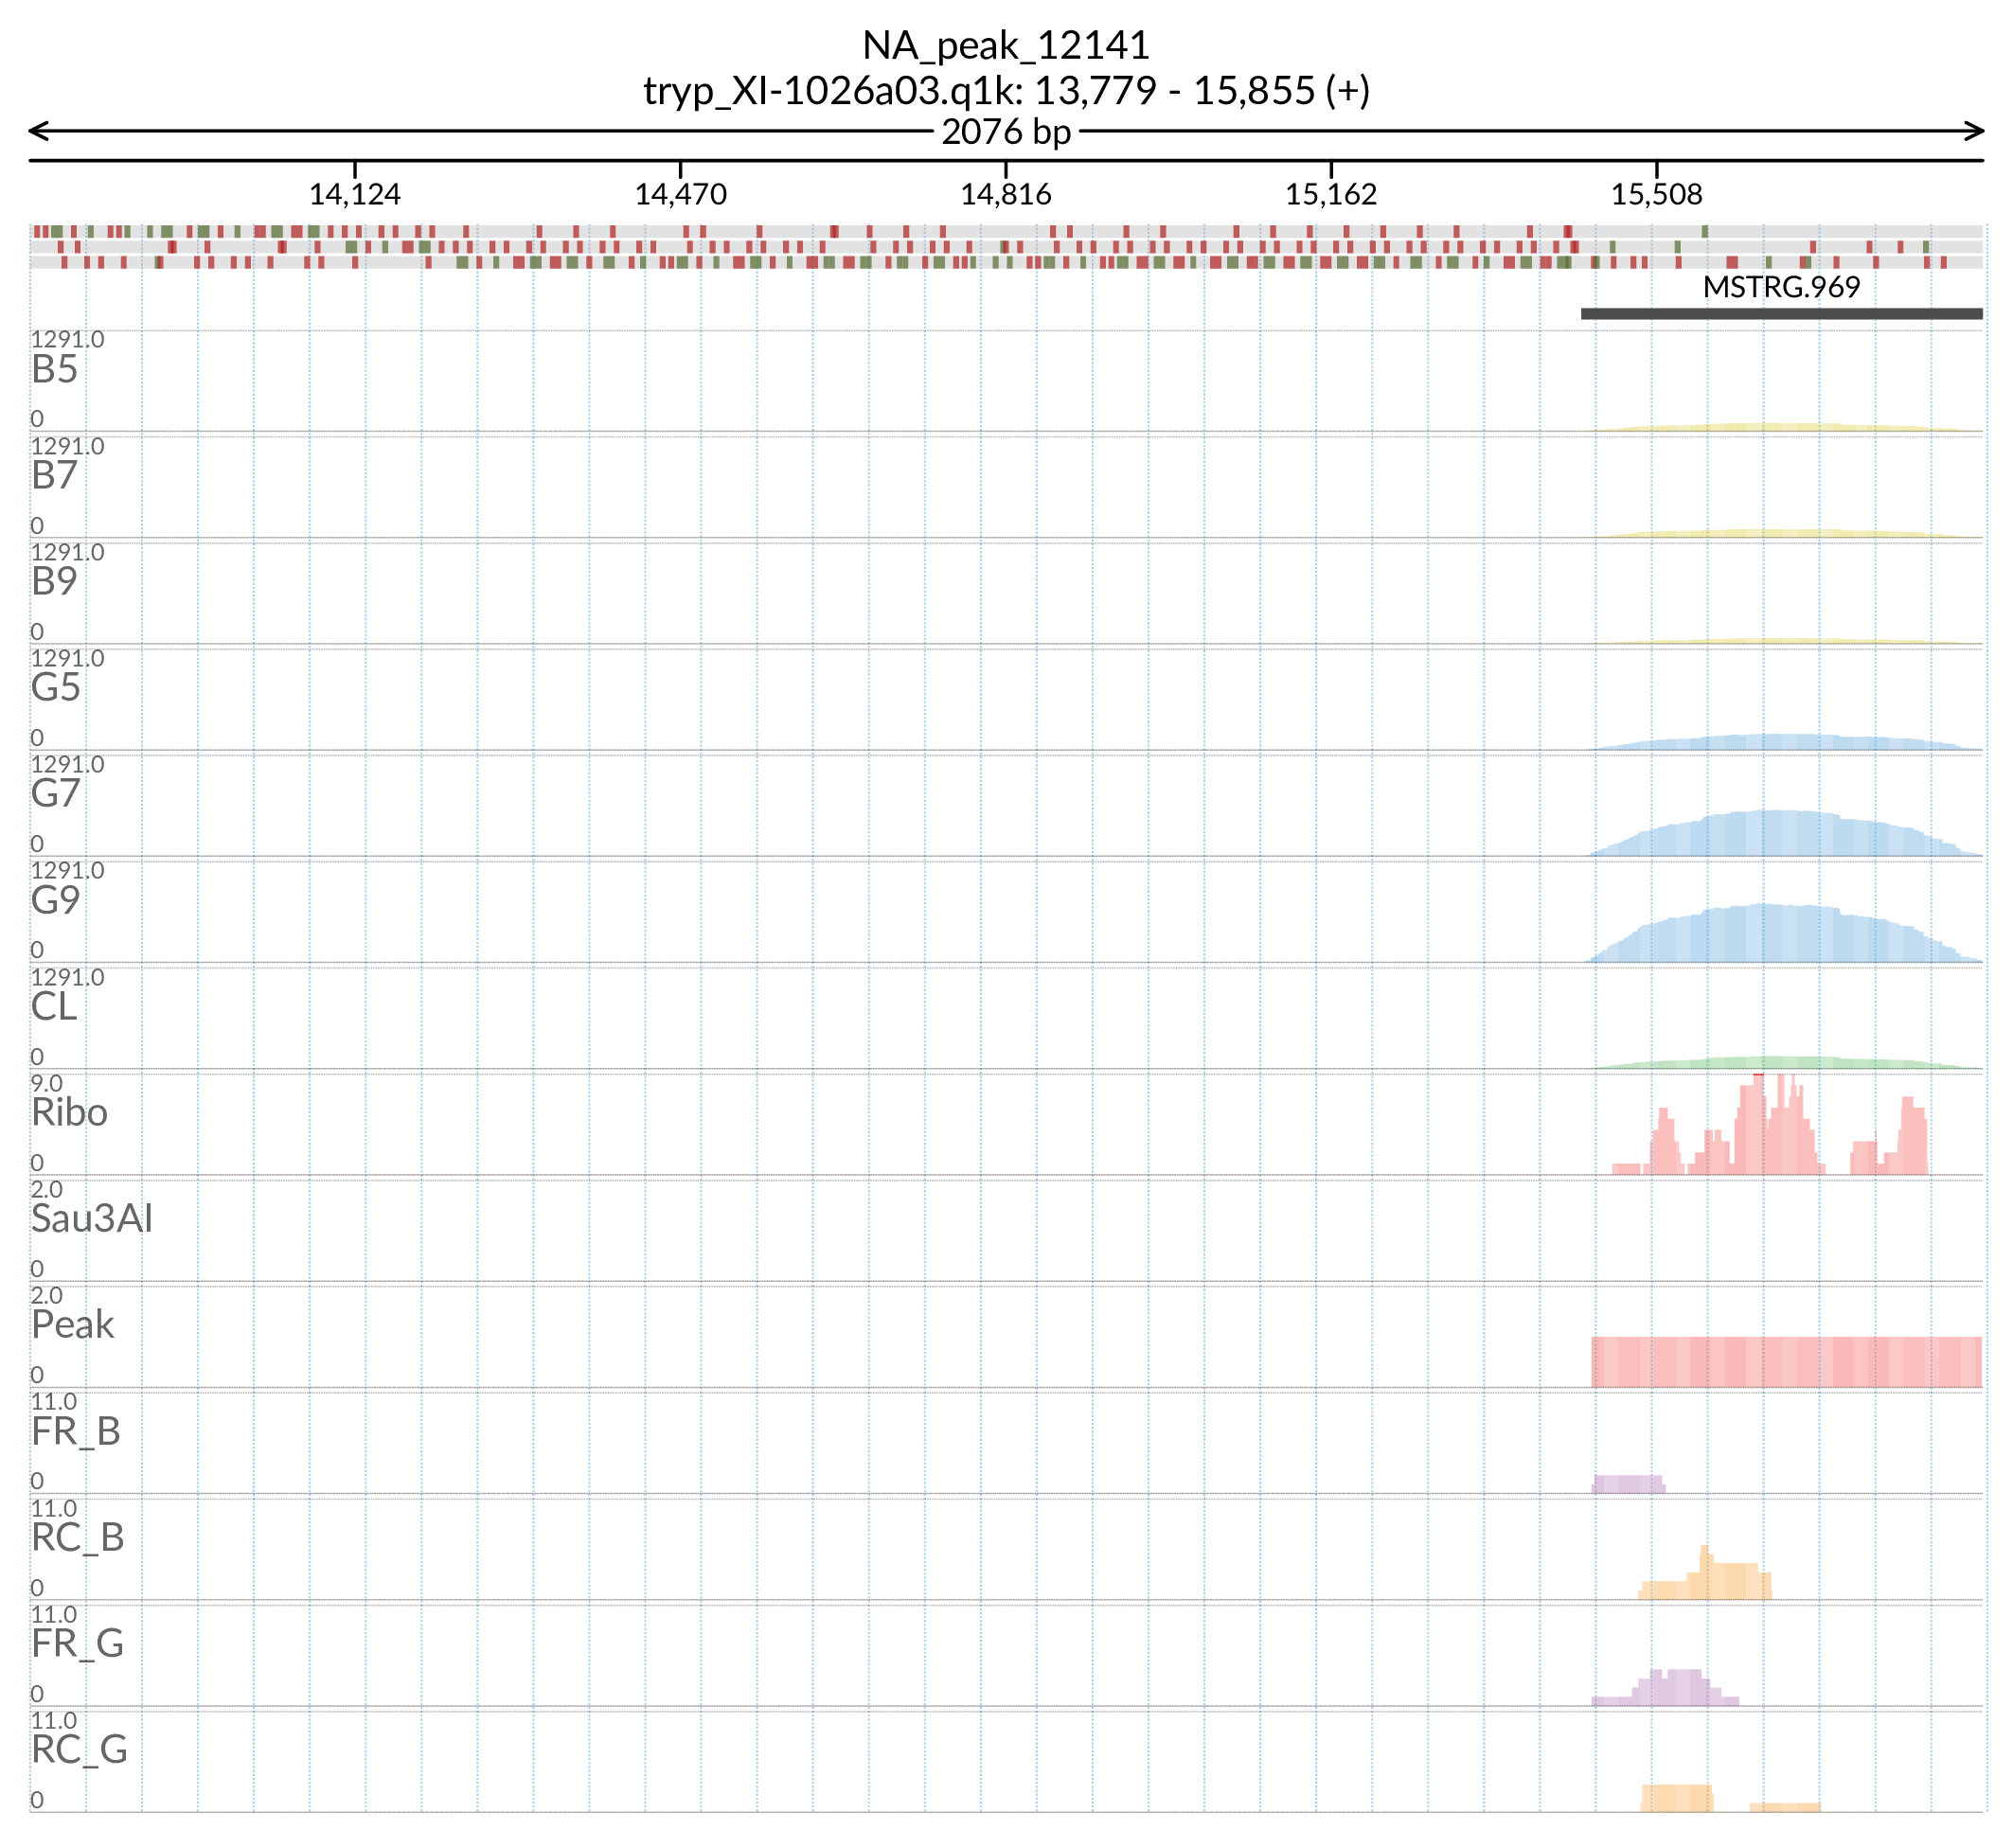 NA_peak_12141
tryp_XI-1026a03.q1k: 13,779 - 15,855 (+)
2076 bp
14,124 14,470 14,816 15,162 15,508
MSTRG.969
1291.0
B5
0
1291.0
B7
0
1291.0
B9
0
1291.0
G5
0
1291.0
G7
0
1291.0
G9
0
1291.0
CL
0
9.0
Ribo
0
2.0
Sau3AI
0
2.0
Peak
0
11.0
FR_B
0
11.0
RC_B
0
11.0
FR_G
0
11.0
RC_G
0